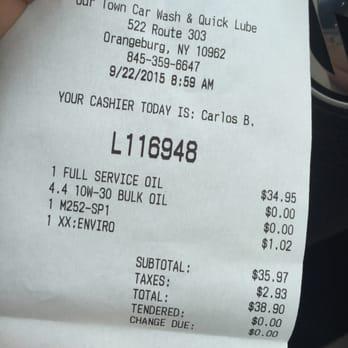 Our Town Car Wash & Quick Lube
522 Route 303
Orangeburg, NY 10962
845-359-6647
9/22/2015 8:59 AM
YOUR CASHIER TODAY IS: Carlos B.
L116948
1 FULL SERVICE OIL $34.95
4.4 10W-30 BULK OIL $0.00
1 M252-SP1 $0.00
1 XX:ENVIRO $1.02
SUBTOTAL: $35.97
TAXES: $2.93
TOTAL: $38.90
TENDERED: $0.00
CHANGE DUE: $0.00